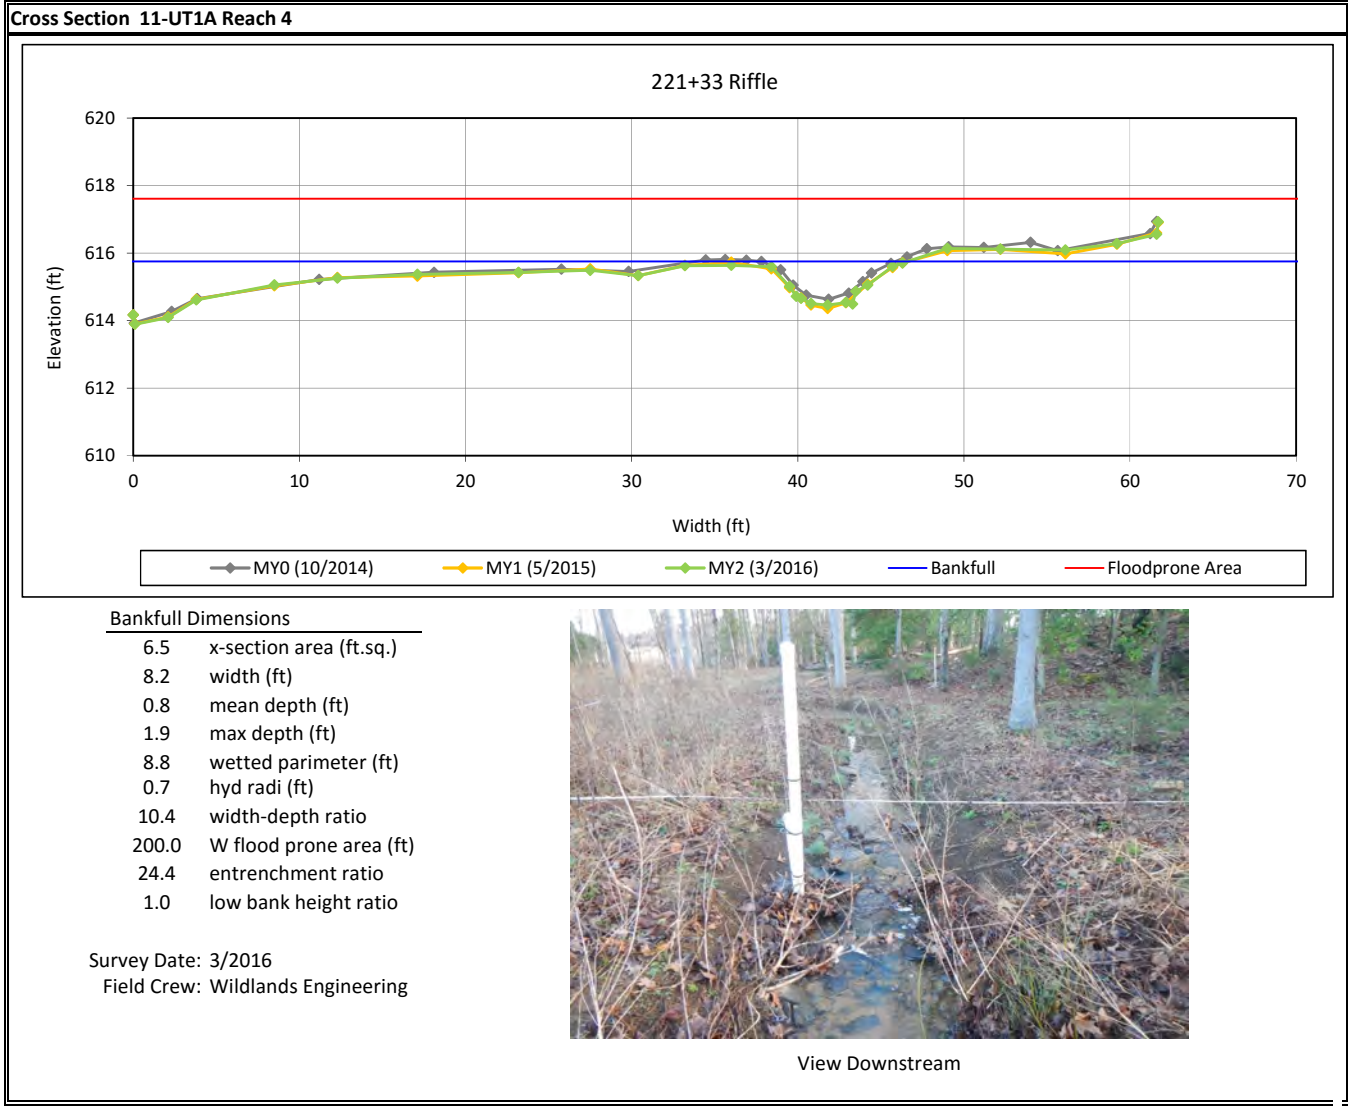 Cross Section 11-UT1A Reach 4
221+33 Riffle
620
618
616
614
612
610
Elevation (ft)
0 10 20 30 40 50 60 70
Width (ft)
MY0 (10/2014) MY1 (5/2015) MY2 (3/2016) Bankfull Floodprone Area
Bankfull Dimensions
6.5 x-section area (ft.sq.)
8.2 width (ft)
0.8 mean depth (ft)
1.9 max depth (ft)
8.8 wetted parimeter (ft)
0.7 hyd radi (ft)
10.4 width-depth ratio
200.0 W flood prone area (ft)
24.4 entrenchment ratio
1.0 low bank height ratio
Survey Date: 3/2016
Field Crew: Wildlands Engineering
View Downstream